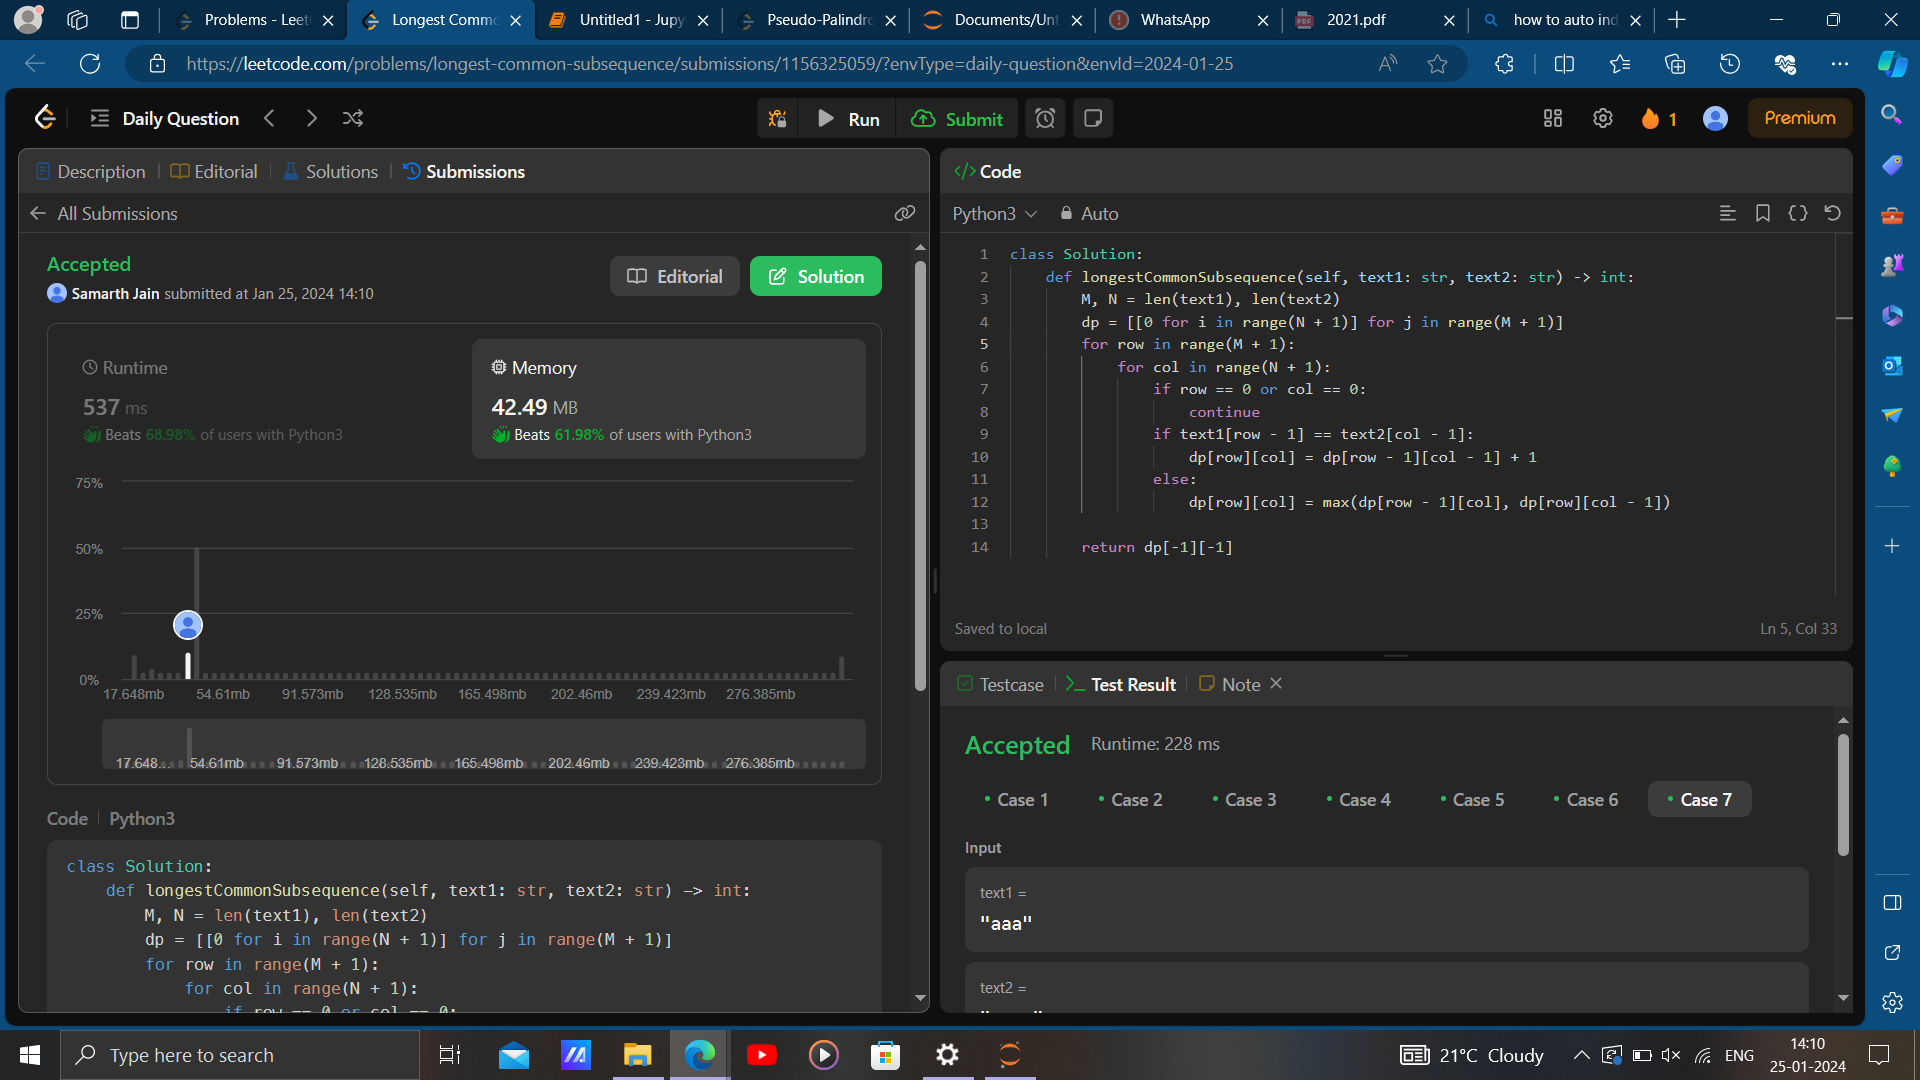 Problems - Leet
Longest Comm
Untitled1 - Jupy
Pseudo-Palindro
Documents/Unt
WhatsApp
2021.pdf
how to auto ind
https://leetcode.com/problems/longest-common-subsequence/submissions/1156325059/?envType=daily-question&envId=2024-01-25
Daily Question
Run
Submit
1
Premium
Description
Editorial
Solutions
Submissions
All Submissions
Accepted
Samarth Jain submitted at Jan 25, 2024 14:10
Editorial
Solution
Runtime
537 ms
Beats 68.98% of users with Python3
Memory
42.49 MB
Beats 61.98% of users with Python3
75%
50%
25%
0%
17.648mb 54.61mb 91.573mb 128.535mb 165.498mb 202.46mb 239.423mb 276.385mb
17.648... 54.61mb 91.573mb 128.535mb 165.498mb 202.46mb 239.423mb 276.385mb
Code | Python3
class Solution:
    def longestCommonSubsequence(self, text1: str, text2: str) -> int:
        M, N = len(text1), len(text2)
        dp = [[0 for i in range(N + 1)] for j in range(M + 1)]
        for row in range(M + 1):
            for col in range(N + 1):
                if row == 0 or col == 0:
Code
Python3
Auto
1 class Solution:
2     def longestCommonSubsequence(self, text1: str, text2: str) -> int:
3         M, N = len(text1), len(text2)
4         dp = [[0 for i in range(N + 1)] for j in range(M + 1)]
5         for row in range(M + 1):
6             for col in range(N + 1):
7                 if row == 0 or col == 0:
8                     continue
9                 if text1[row - 1] == text2[col - 1]:
10                     dp[row][col] = dp[row - 1][col - 1] + 1
11                 else:
12                     dp[row][col] = max(dp[row - 1][col], dp[row][col - 1])
13
14         return dp[-1][-1]
Saved to local
Ln 5, Col 33
Testcase
Test Result
Note
Accepted
Runtime: 228 ms
Case 1
Case 2
Case 3
Case 4
Case 5
Case 6
Case 7
Input
text1 =
"aaa"
text2 =
Type here to search
21°C Cloudy
ENG
14:10
25-01-2024